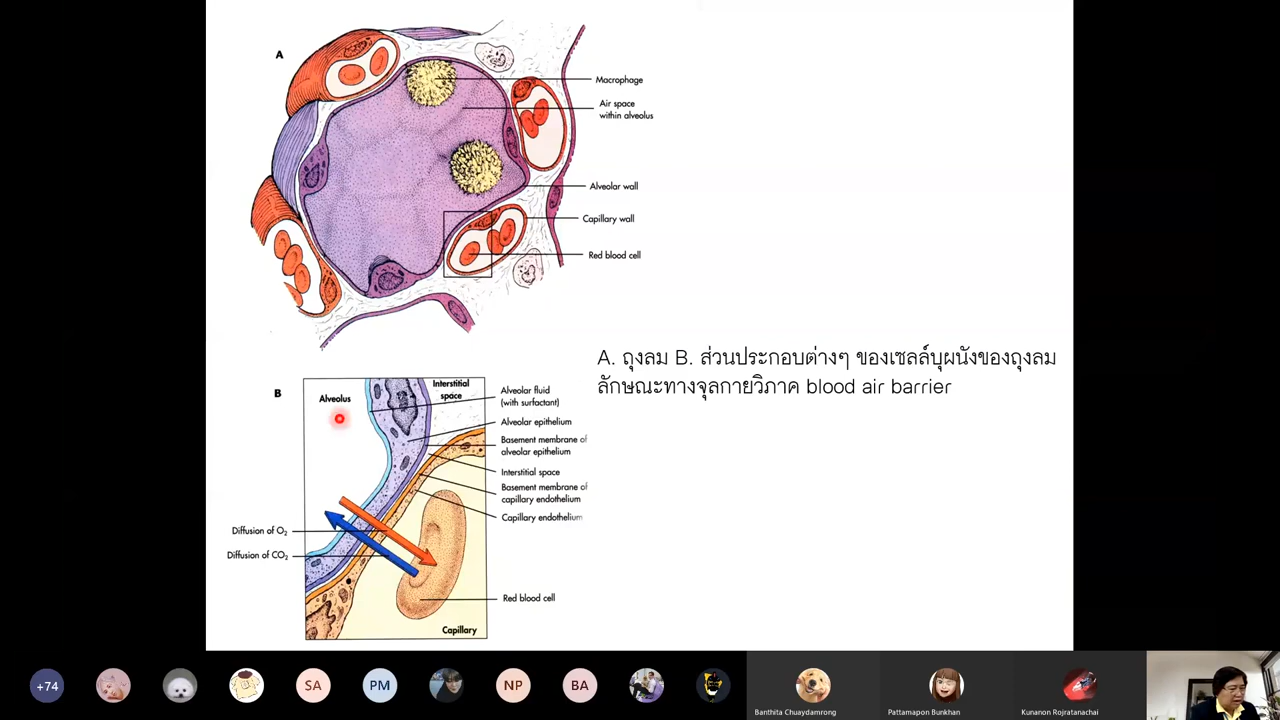 A
Macrophage
Air space
within alveolus
Alveolar wall
Capillary wall
Red blood cell
A. ถุงลม B. ส่วนประกอบต่างๆ ของเซลล์บุผนังของถุงลม
ลักษณะทางจุลกายวิภาค blood air barrier
B
Alveolus
Interstitial
space
Alveolar fluid
(with surfactant)
Alveolar epithelium
Basement membrane of
alveolar epithelium
Interstitial space
Basement membrane of
capillary endothelium
Capillary endothelium
Diffusion of O₂
Diffusion of CO₂
Red blood cell
Capillary
+74
SA
PM
NP
BA
Banthita Chuaydamrong
Pattamapon Bunkhan
Kunanon Rojratanachai